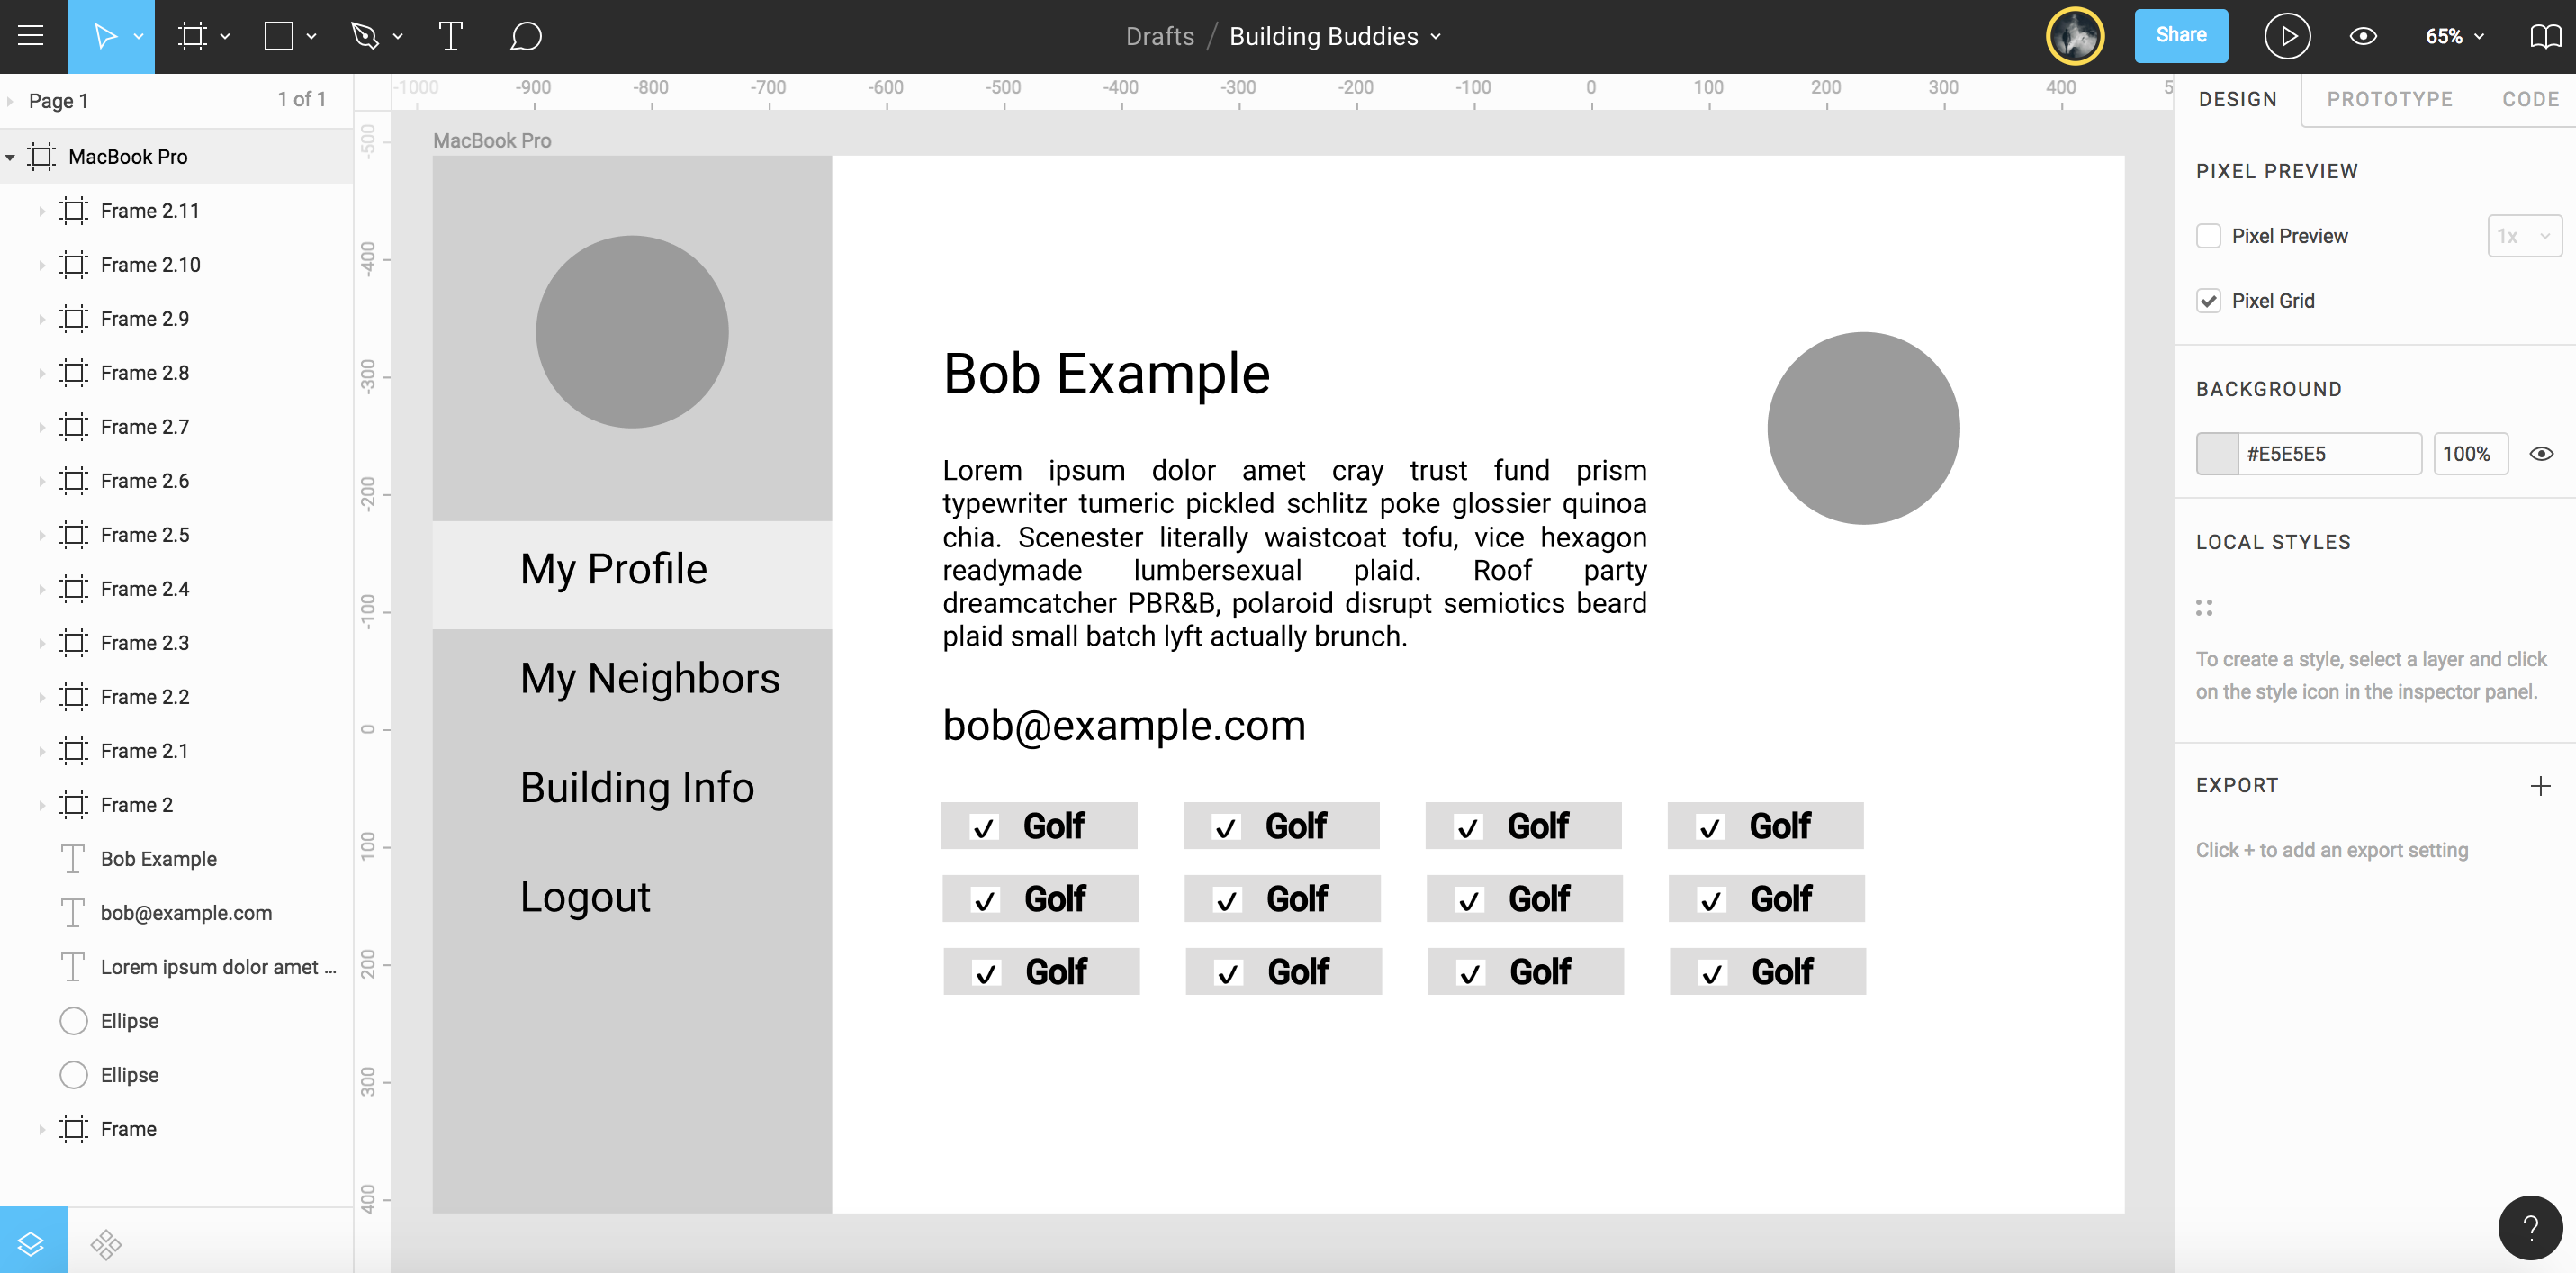 Drafts / Building Buddies
Share
65%
Page 1
1 of 1
MacBook Pro
Frame 2.11
Frame 2.10
Frame 2.9
Frame 2.8
Frame 2.7
Frame 2.6
Frame 2.5
Frame 2.4
Frame 2.3
Frame 2.2
Frame 2.1
Frame 2
Bob Example
bob@example.com
Lorem ipsum dolor amet ...
Ellipse
Ellipse
Frame
-1000 -900 -800 -700 -600 -500 -400 -300 -200 -100 0 100 200 300 400 5
-500
-400
-300
-200
-100
0
100
200
300
400
MacBook Pro
My Profile
My Neighbors
Building Info
Logout
Bob Example
Lorem ipsum dolor amet cray trust fund prism
typewriter tumeric pickled schlitz poke glossier quinoa
chia. Scenester literally waistcoat tofu, vice hexagon
readymade lumbersexual plaid. Roof party
dreamcatcher PBR&B, polaroid disrupt semiotics beard
plaid small batch lyft actually brunch.
bob@example.com
Golf Golf Golf Golf
Golf Golf Golf Golf
Golf Golf Golf Golf
DESIGN PROTOTYPE CODE
PIXEL PREVIEW
Pixel Preview 1x
Pixel Grid
BACKGROUND
#E5E5E5 100%
LOCAL STYLES
To create a style, select a layer and click
on the style icon in the inspector panel.
EXPORT
Click + to add an export setting
?